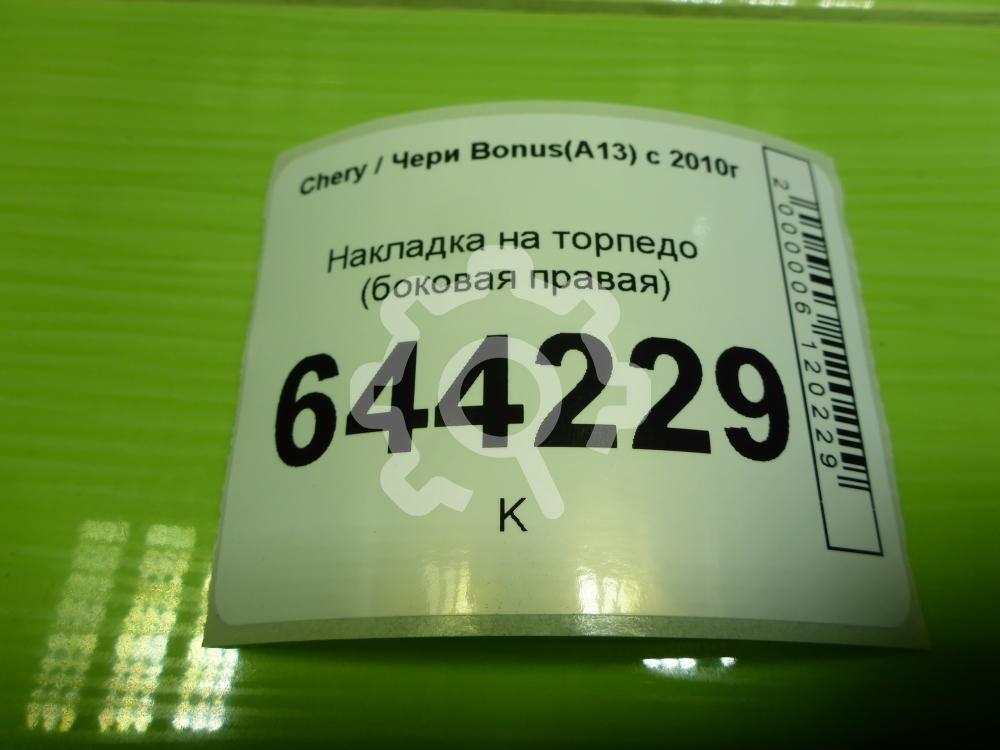 Chery / Чери Bonus(A13) с 2010г
Накладка на торпедо
(боковая правая)
644229
К
2000006120229